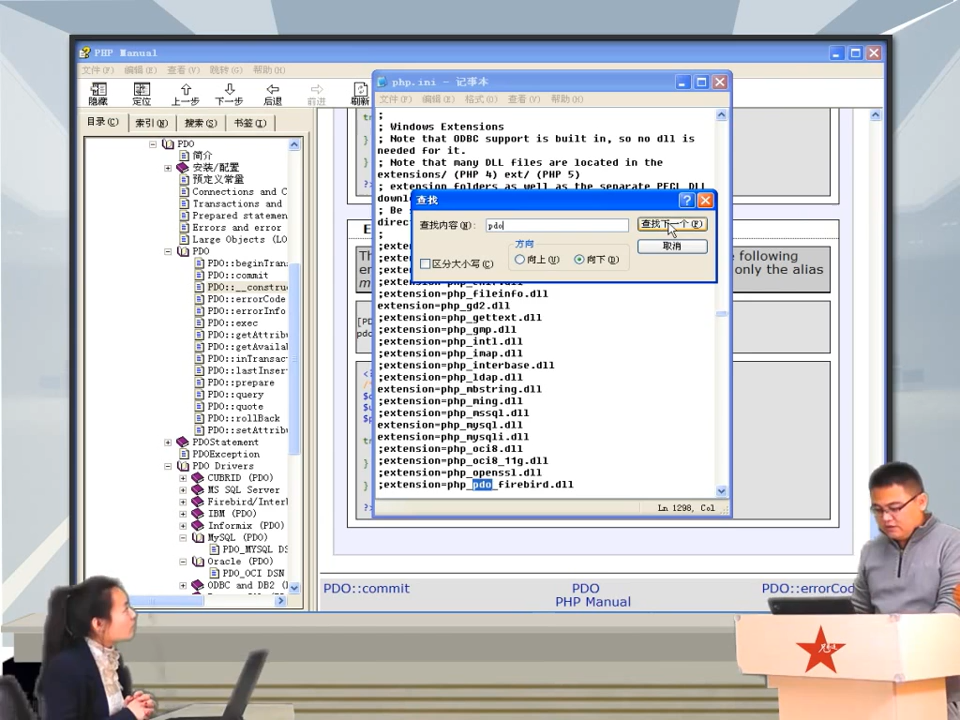 PHP Manual
文件(F) 编辑(E) 查看(V) 跳转(G) 帮助(H)
隐藏 定位 上一步 下一步 后退 前进 刷新
目录(C) 索引(N) 搜索(S) 书签(I)
PDO
简介
安装/配置
预定义常量
Connections and C
Transactions and
Prepared statemen
Errors and error
Large Objects (LO
PDO
PDO::beginTran
PDO::commit
PDO::__constru
PDO::errorCode
PDO::errorInfo
PDO::exec
PDO::getAttribu
PDO::getAvaila
PDO::inTransac
PDO::lastInser
PDO::prepare
PDO::query
PDO::quote
PDO::rollBack
PDO::setAttribu
PDOStatement
PDOException
PDO Drivers
CUBRID (PDO)
MS SQL Server
Firebird/Inter
IBM (PDO)
Informix (PDO)
MySQL (PDO)
PDO_MYSQL DS
Oracle (PDO)
PDO_OCI DSN
ODBC and DB2 (
php.ini - 记事本
文件(F) 编辑(E) 格式(O) 查看(V) 帮助(H)
;
; Windows Extensions
; Note that ODBC support is built in, so no dll is
needed for it.
; Note that many DLL files are located in the
extensions/ (PHP 4) ext/ (PHP 5)
; extension folders as well as the separate PECL DLL
downl
; Be
direc
;
;exte
查找
查找内容(N): pdo 查找下一个(F)
取消
区分大小写(C) 方向 向上(U) 向下(D)
;extension=php_fileinfo.dll
extension=php_gd2.dll
;extension=php_gettext.dll
;extension=php_gmp.dll
;extension=php_intl.dll
;extension=php_imap.dll
;extension=php_interbase.dll
;extension=php_ldap.dll
extension=php_mbstring.dll
;extension=php_ming.dll
;extension=php_mssql.dll
extension=php_mysql.dll
extension=php_mysqli.dll
;extension=php_oci8.dll
;extension=php_oci8_11g.dll
;extension=php_openssl.dll
;extension=php_pdo_firebird.dll
Ln 1298, Col
E
Th
e following
en
only the alias
m
[PD
pdo
PDO::commit PDO PDO::errorCod
PHP Manual